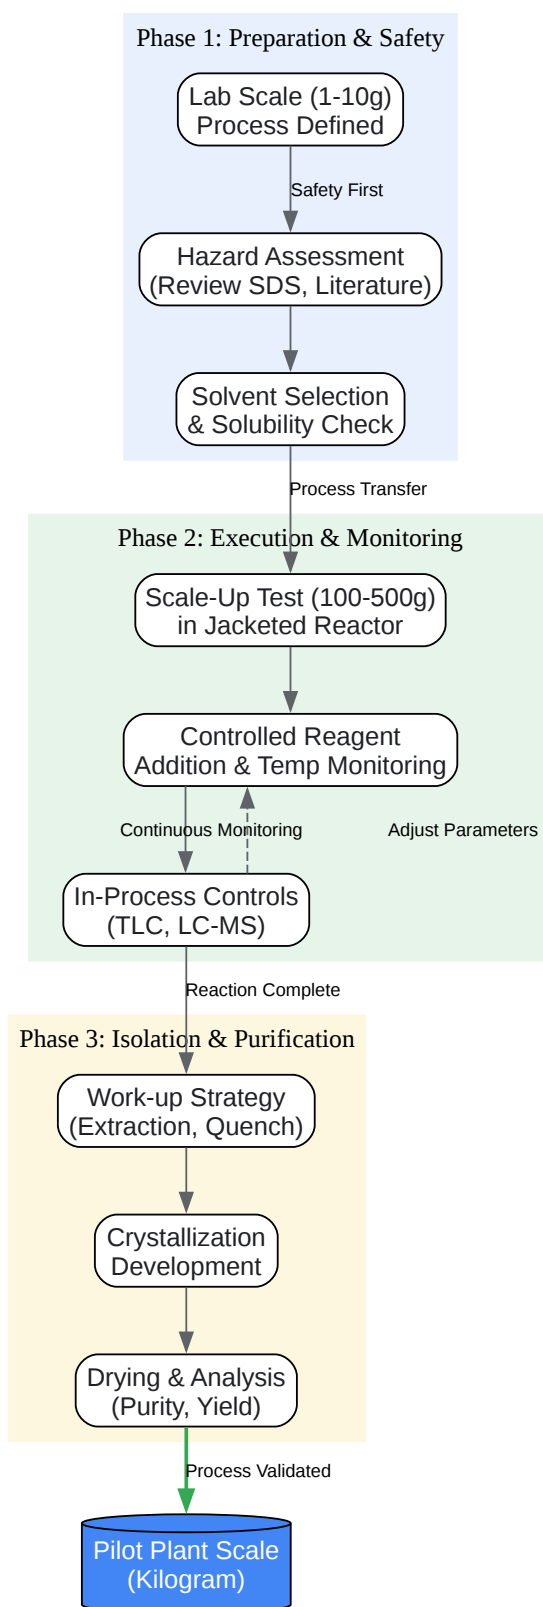 Phase 1: Preparation & Safety
Lab Scale (1-10g)
Process Defined
Safety First
Hazard Assessment
(Review SDS, Literature)
Solvent Selection
& Solubility Check
Process Transfer
Phase 2: Execution & Monitoring
Scale-Up Test (100-500g)
in Jacketed Reactor
Controlled Reagent
Addition & Temp Monitoring
Continuous Monitoring
Adjust Parameters
In-Process Controls
(TLC, LC-MS)
Reaction Complete
Phase 3: Isolation & Purification
Work-up Strategy
(Extraction, Quench)
Crystallization
Development
Drying & Analysis
(Purity, Yield)
Process Validated
Pilot Plant Scale
(Kilogram)